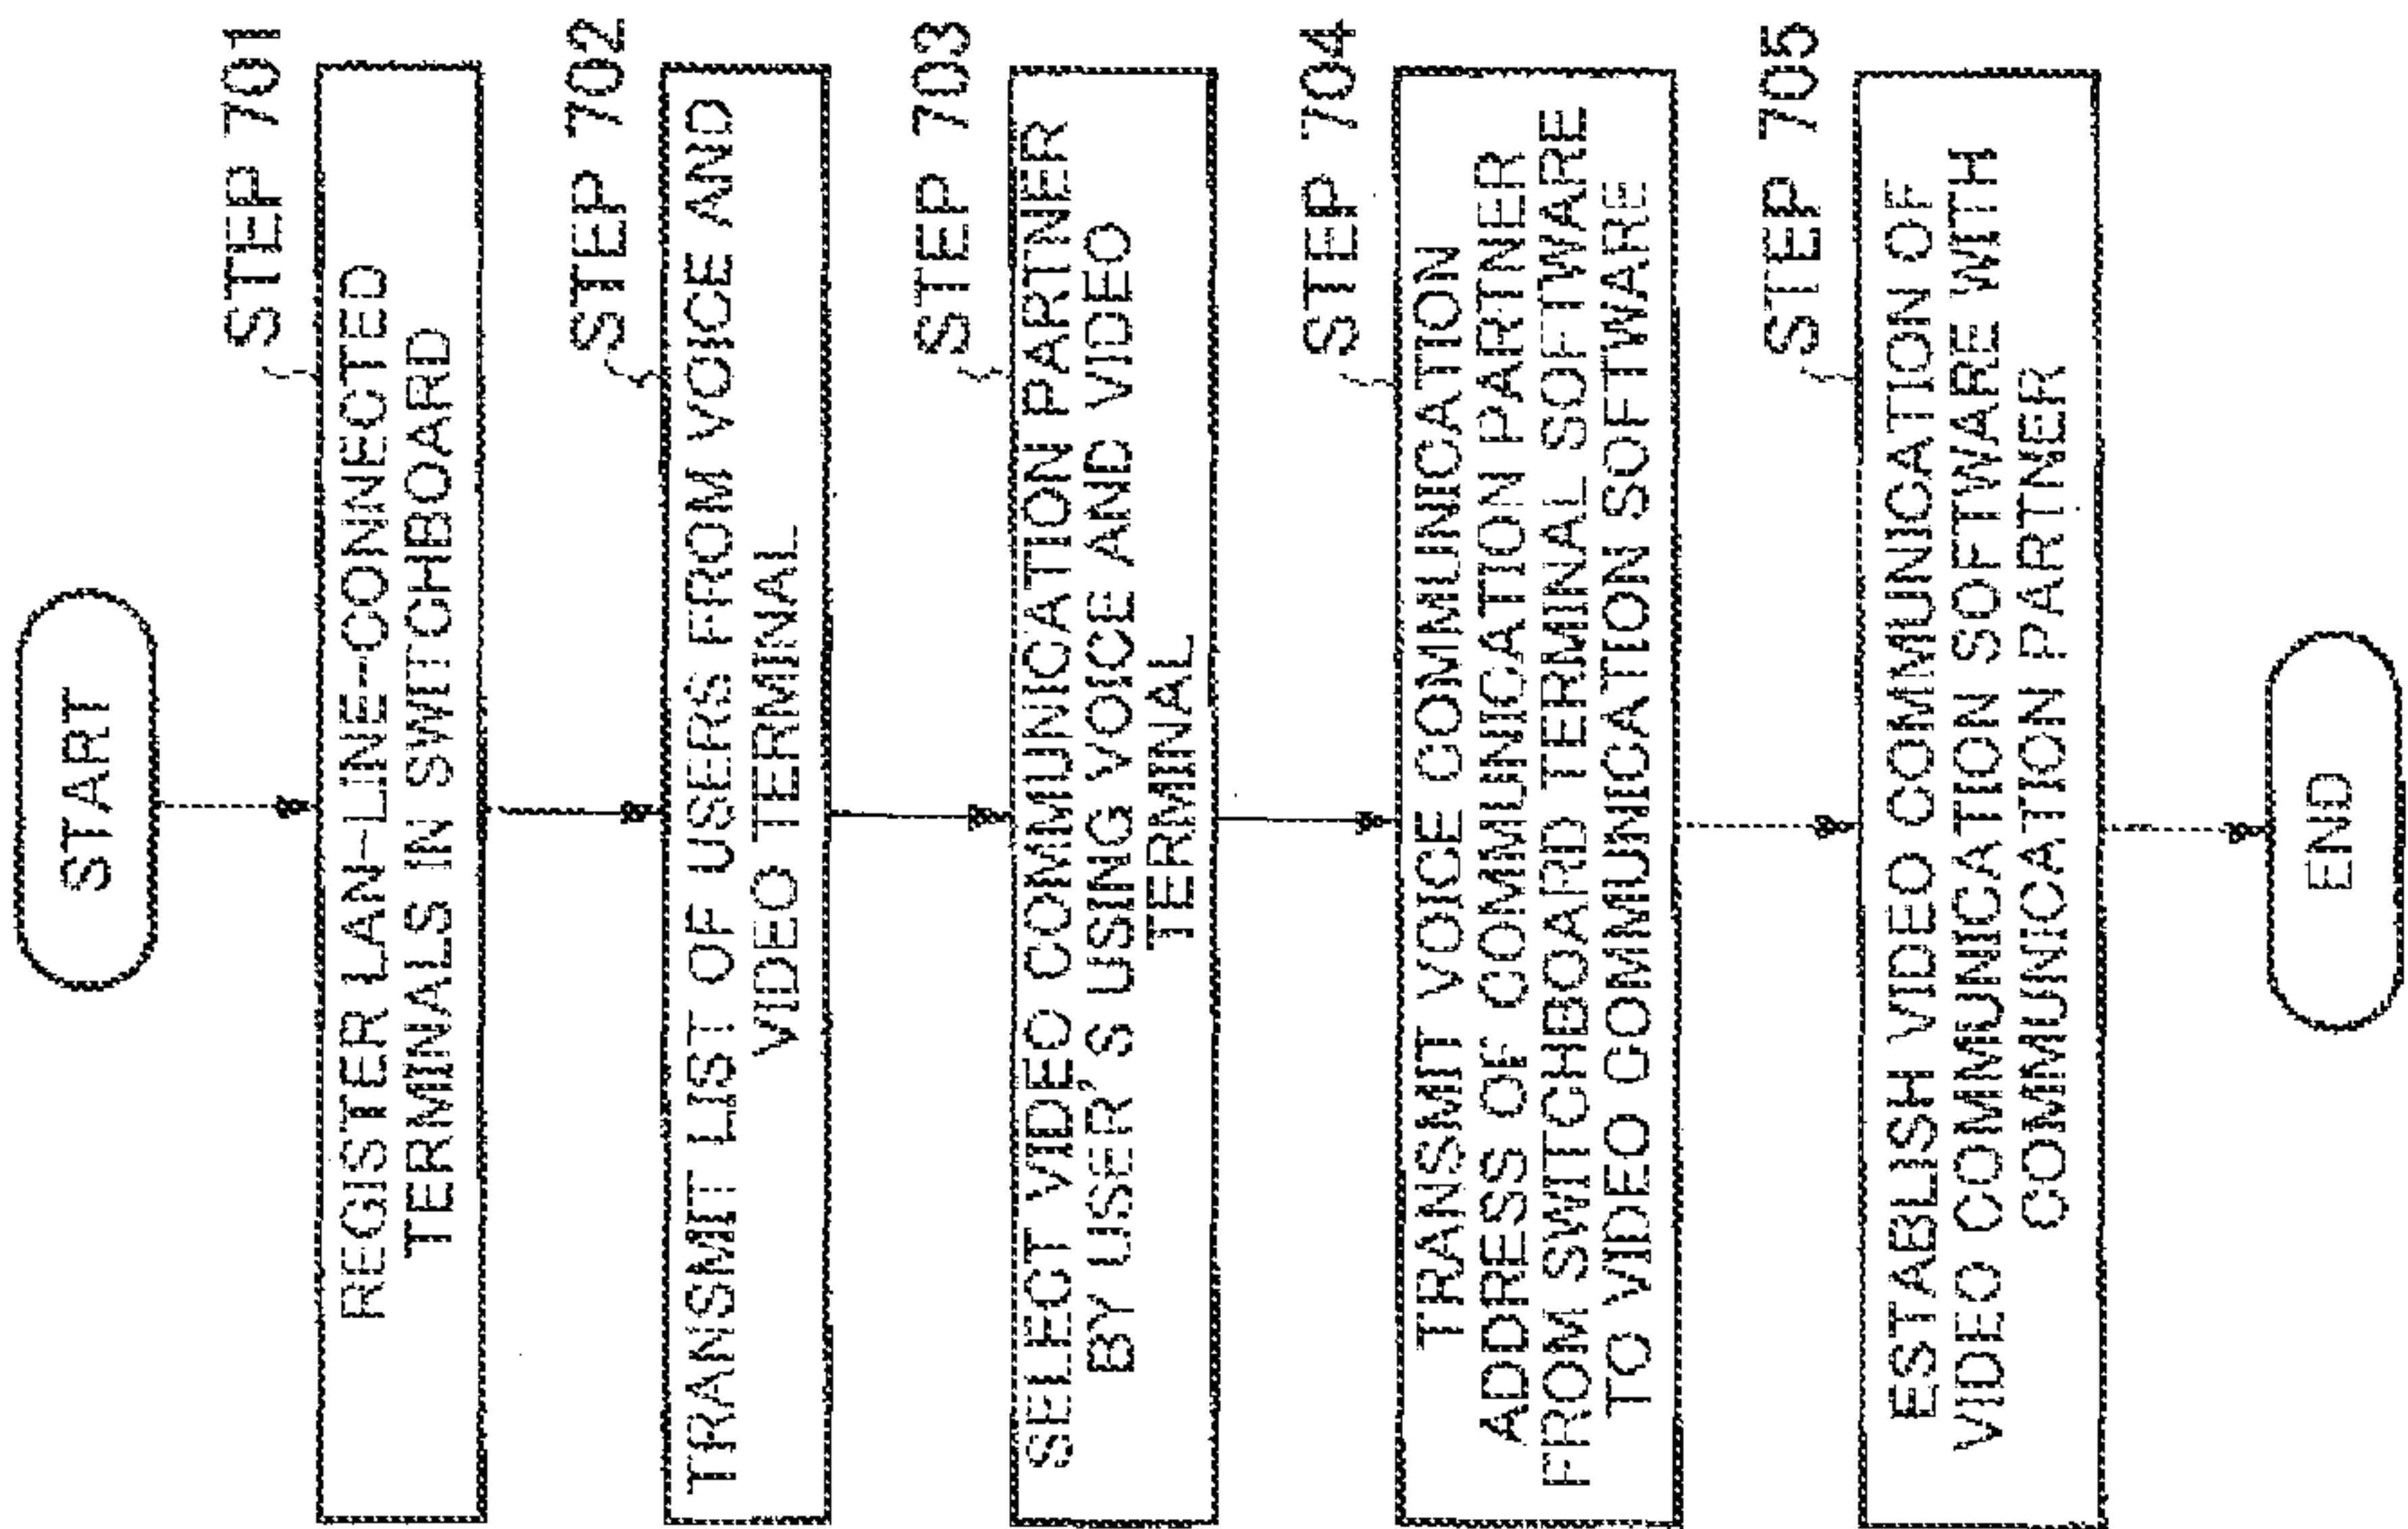 START
STEP 701
REGISTER LAN-LINE-CONNECTED
TERMINALS IN SWITCHBOARD
STEP 702
TRANSMIT LIST OF USERS FROM VOICE AND
VIDEO TERMINAL
STEP 703
SELECT VIDEO COMMUNICATION PARTNER
BY USER'S USING VOICE AND VIDEO
TERMINAL
STEP 704
TRANSMIT VOICE COMMUNICATION
ADDRESS OF COMMUNICATION PARTNER
FROM SWITCHBOARD TERMINAL SOFTWARE
TO VIDEO COMMUNICATION SOFTWARE
STEP 705
ESTABLISH VIDEO COMMUNICATION OF
VIDEO COMMUNICATION SOFTWARE WITH
COMMUNICATION PARTNER
END